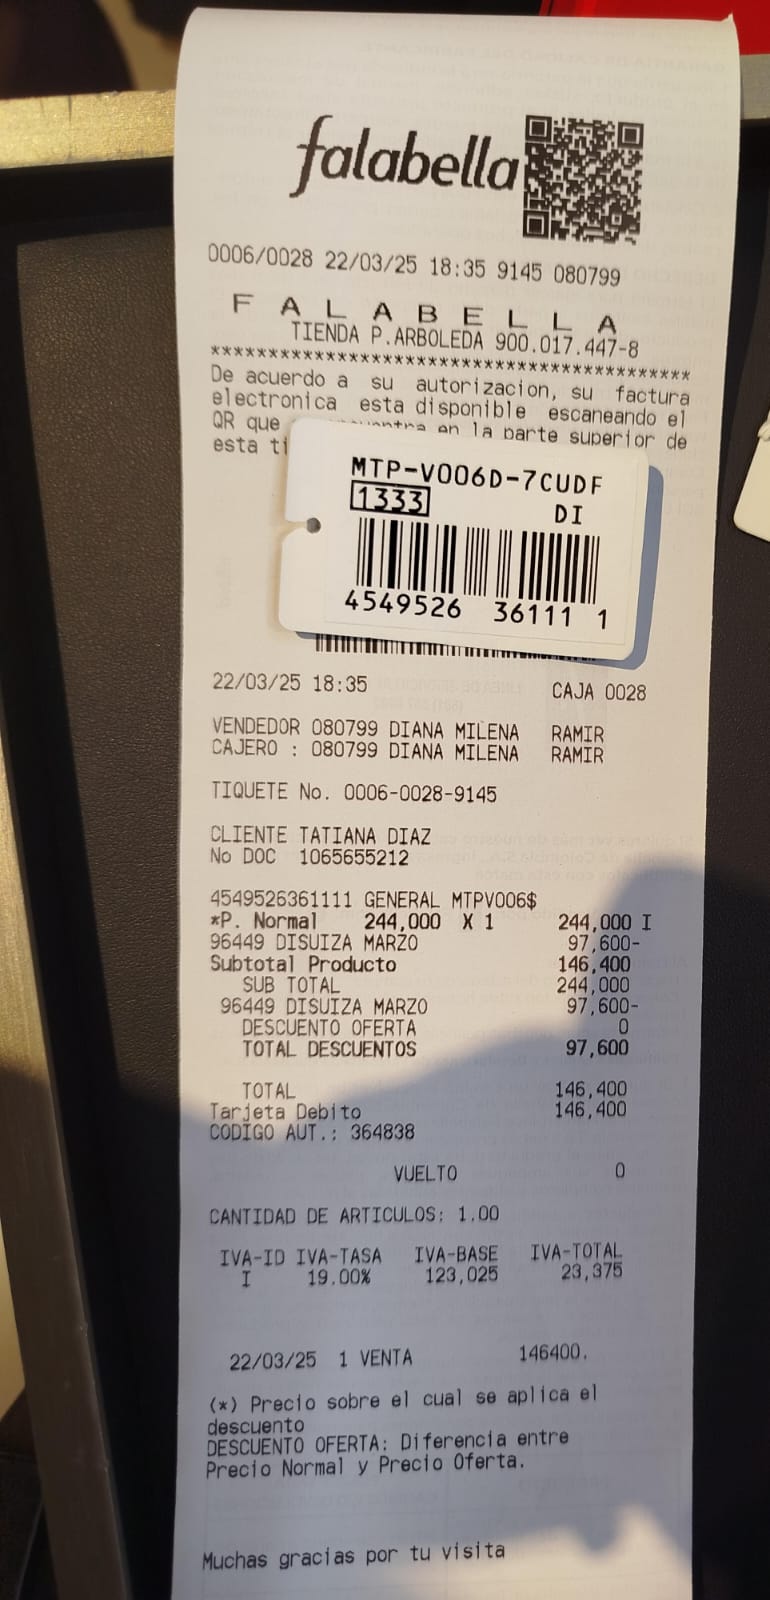 falabella
0006/0028 22/03/25 18:35 9145 080799
F A L A B E L L A
TIENDA P.ARBOLEDA 900.017.447-8
******************************************
De acuerdo a su autorizacion, su factura
electronica esta disponible escaneando el
QR que en la parte superior de
esta
MTP-V006D-7CUDF
1333 DI
4549526 36111 1
22/03/25 18:35 CAJA 0028
VENDEDOR 080799 DIANA MILENA RAMIR
CAJERO : 080799 DIANA MILENA RAMIR
TIQUETE No. 0006-0028-9145
CLIENTE TATIANA DIAZ
No DOC 1065655212
4549526361111 GENERAL MTPV006$
*P. Normal 244,000 X 1 244,000 I
96449 DISUIZA MARZO 97,600-
Subtotal Producto 146,400
SUB TOTAL 244,000
96449 DISUIZA MARZO 97,600-
DESCUENTO OFERTA 0
TOTAL DESCUENTOS 97,600
TOTAL 146,400
Tarjeta Debito 146,400
CODIGO AUT.: 364838
VUELTO 0
CANTIDAD DE ARTICULOS: 1.00
IVA-ID IVA-TASA IVA-BASE IVA-TOTAL
I 19.00% 123,025 23,375
22/03/25 1 VENTA 146400.
(*) Precio sobre el cual se aplica el
descuento
DESCUENTO OFERTA: Diferencia entre
Precio Normal y Precio Oferta.
Muchas gracias por tu visita